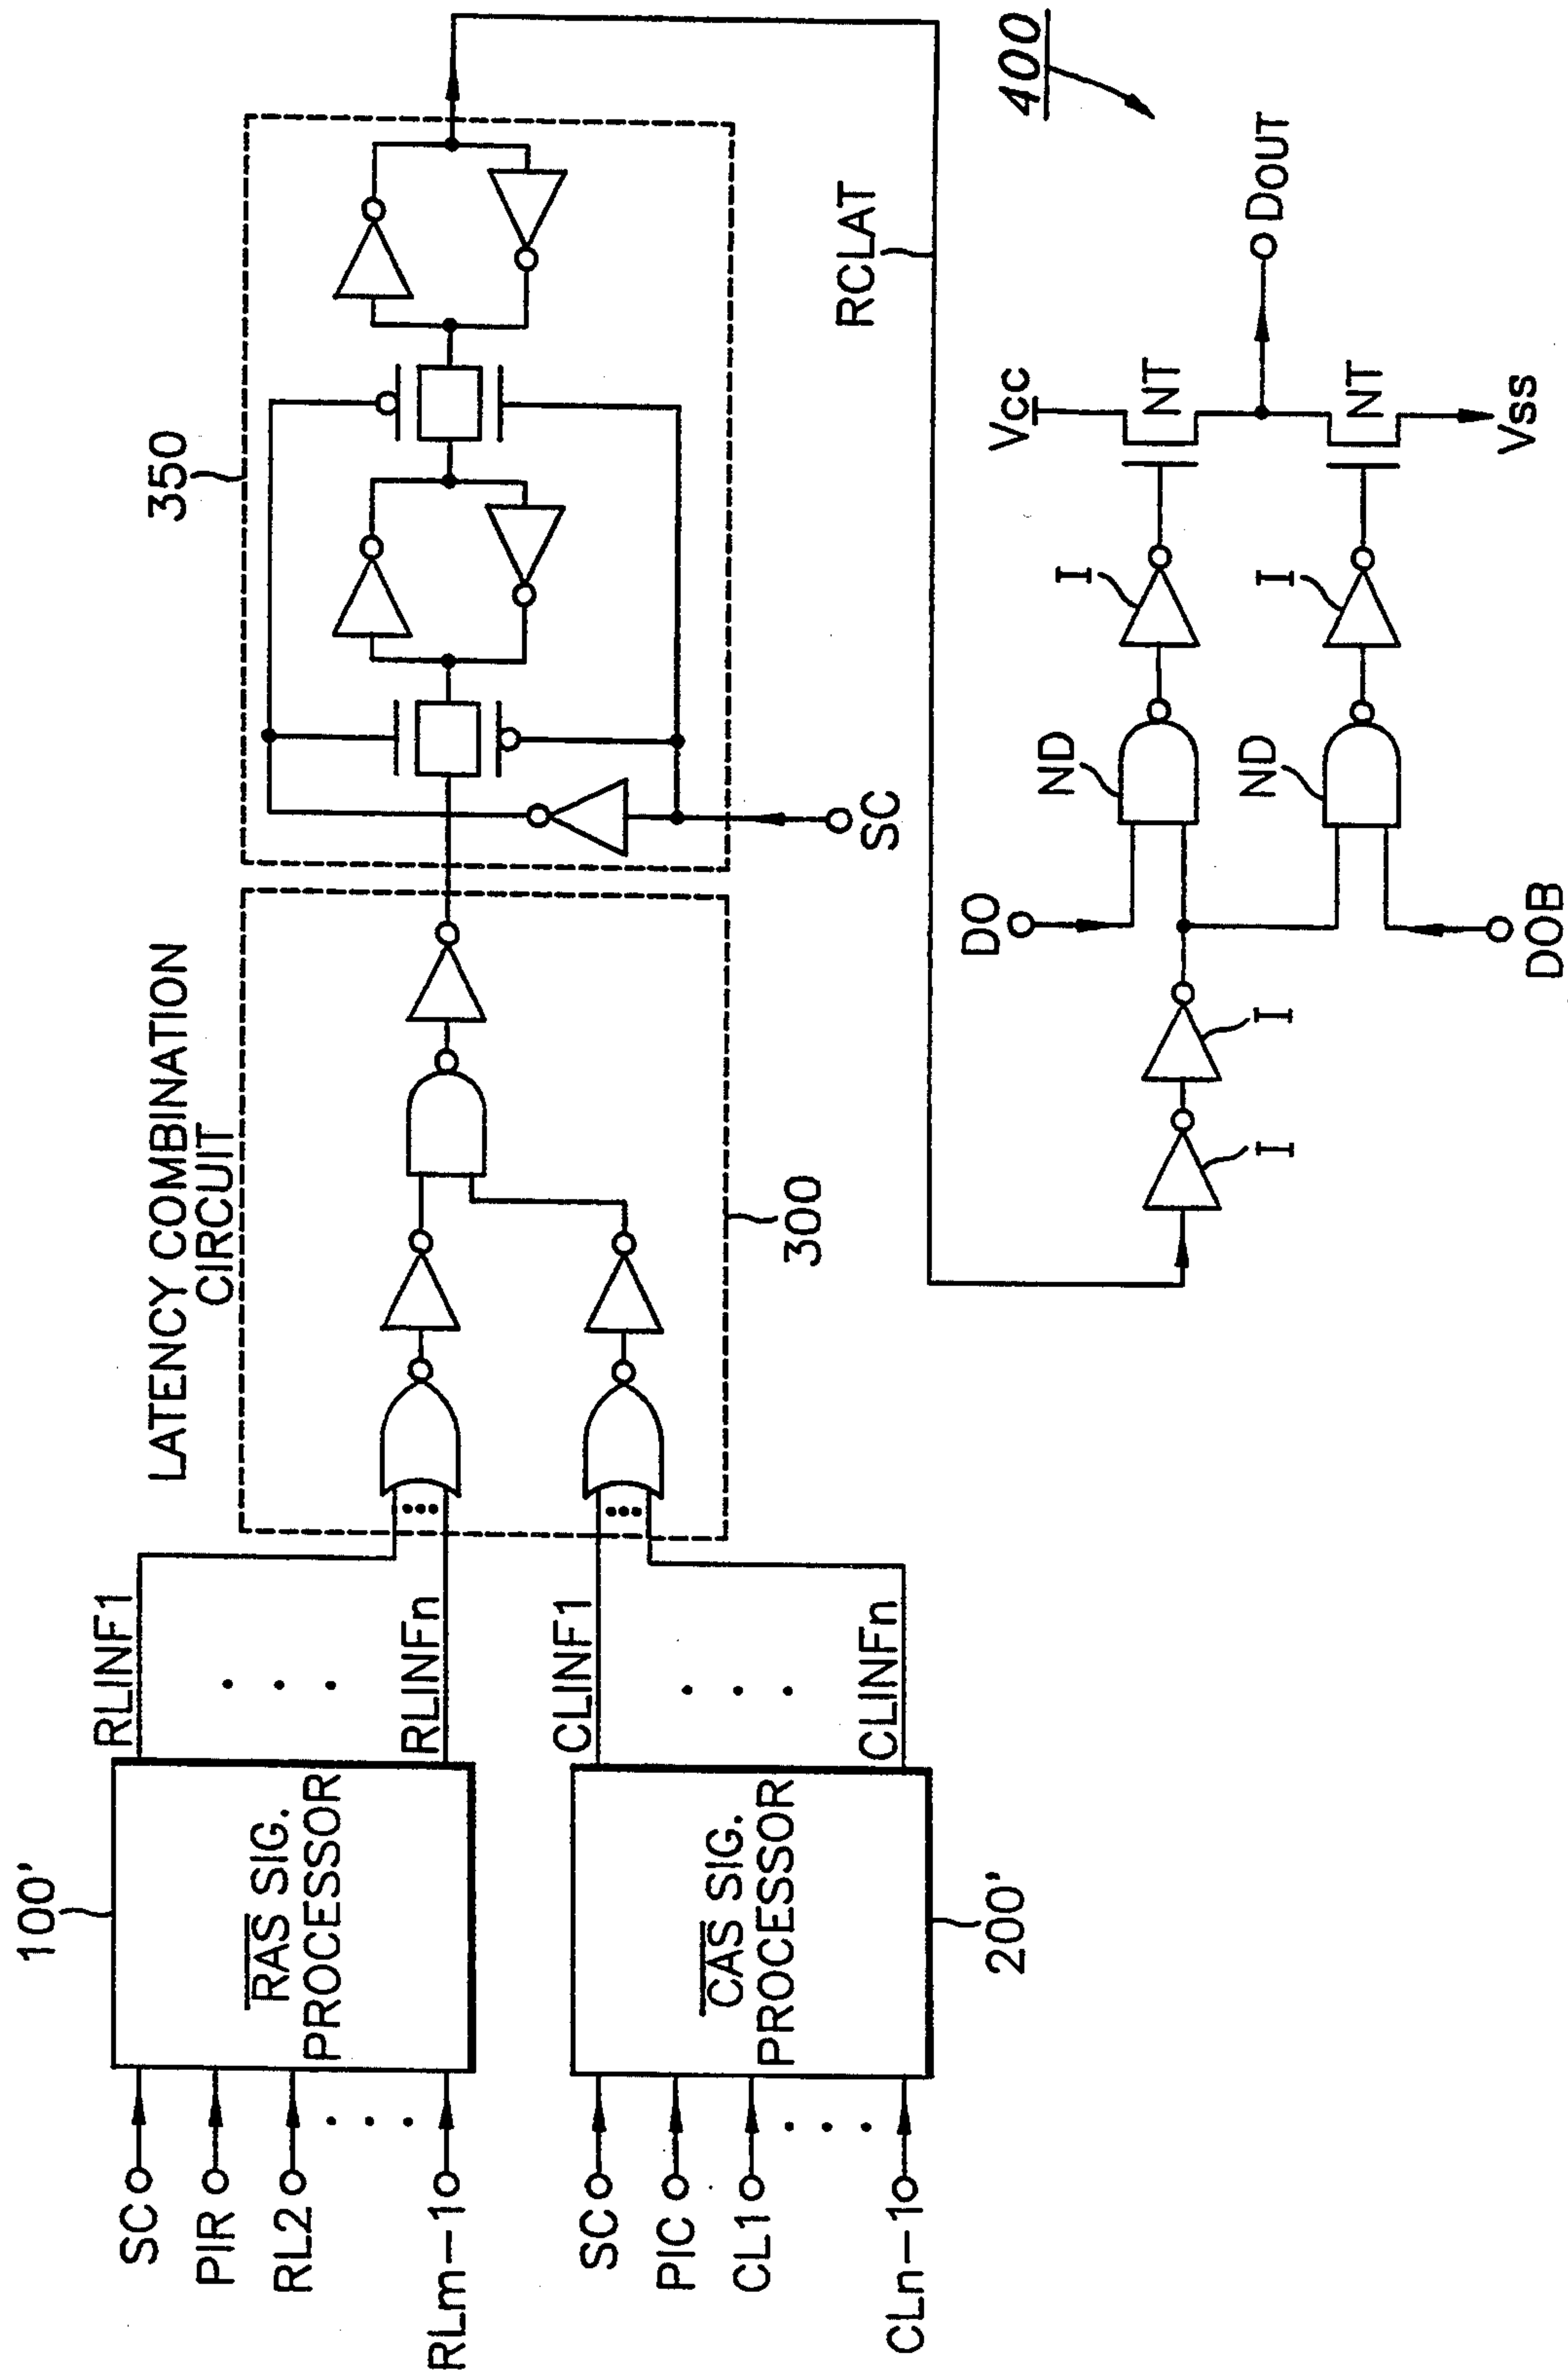 100'
SC
PIR
RL2
RLm-1
RAS SIG.
PROCESSOR
RLINF1
RLINFn
SC
PIC
CL1
CLn-1
CAS SIG.
PROCESSOR
200'
CLINF1
CLINFn
LATENCY COMBINATION
CIRCUIT
300
350
SC
RCLAT
400
I
I
DO
DOB
ND
ND
I
I
Vcc
NT
NT
Vss
DOUT